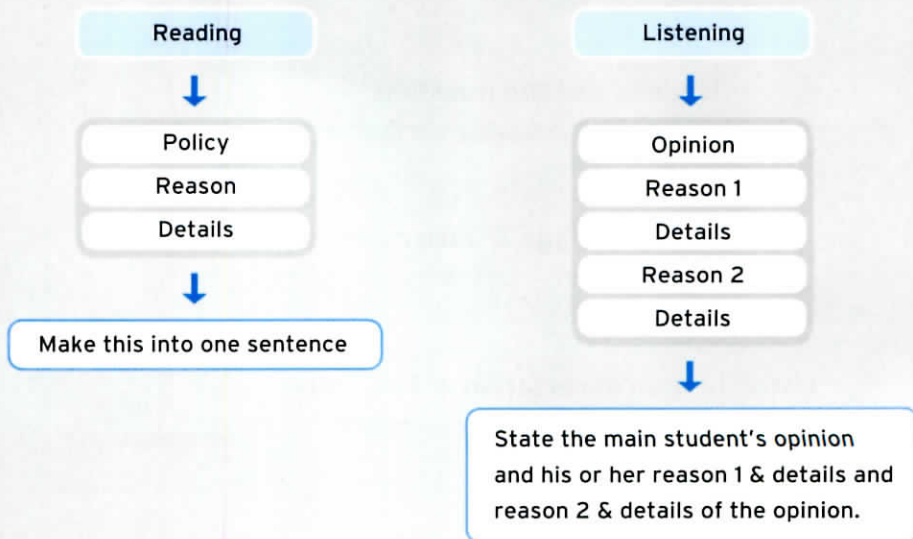 Reading
Policy
Reason
Details
Make this into one sentence
Listening
Opinion
Reason 1
Details
Reason 2
Details
State the main student's opinion
and his or her reason 1 & details and
reason 2 & details of the opinion.